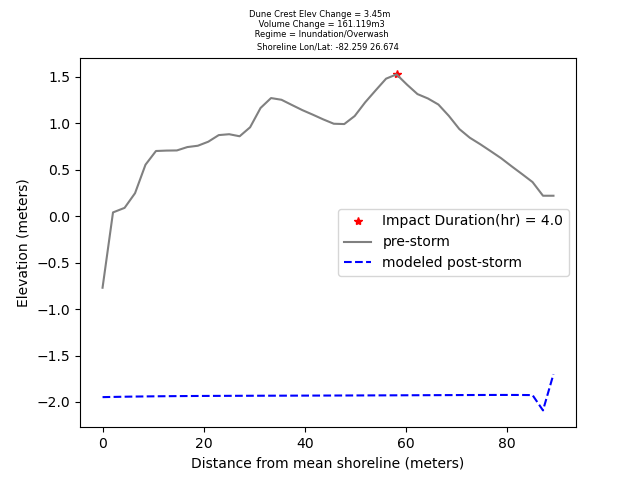 Dune Crest Elev Change = 3.45m
Volume Change = 161.119m3
Regime = Inundation/Overwash
Shoreline Lon/Lat: -82.259 26.674
1.5
1.0
0.5
0.0
−0.5
−1.0
−1.5
−2.0
Elevation (meters)
Impact Duration(hr) = 4.0
pre-storm
modeled post-storm
0
20
40
60
80
Distance from mean shoreline (meters)